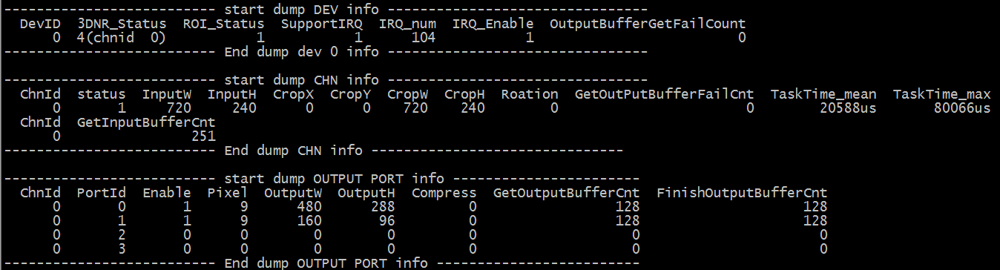 -------------------------- start dump DEV info --------------------------------
DevID 3DNR_Status ROI_Status SupportIRQ IRQ_num IRQ_Enable OutputBufferGetFailCount
0 4(chnid 0) 1 1 104 1 0
-------------------------- End dump dev 0 info --------------------------------
-------------------------- start dump CHN info --------------------------------
ChnId status InputW InputH CropX CropY CropW CropH Roation GetOutPutBufferFailCnt TaskTime_mean TaskTime_max
0 1 720 240 0 0 720 240 0 0 20588us 80066us
ChnId GetInputBufferCnt
0 251
-------------------------- End dump CHN info -------------------------------
-------------------------- start dump OUTPUT PORT info -----------------------
ChnId PortId Enable Pixel OutputW OutputH Compress GetOutputBufferCnt FinishOutputBufferCnt
0 0 1 9 480 288 0 128 128
0 1 1 9 160 96 0 128 128
0 2 0 0 0 0 0 0 0
0 3 0 0 0 0 0 0 0
-------------------------- End dump OUTPUT PORT info -------------------------